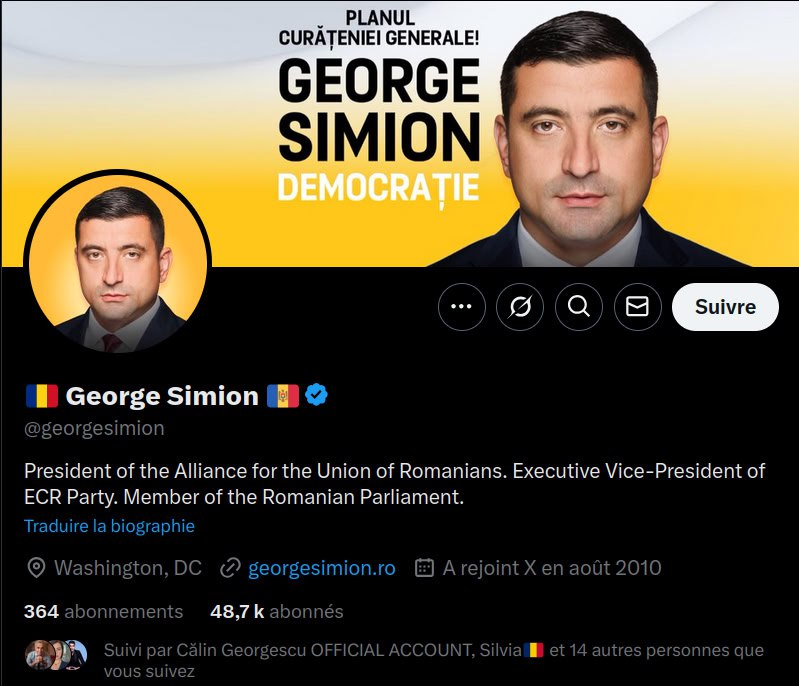 PLANUL
CURĂȚENIEI GENERALE!
GEORGE
SIMION
DEMOCRAȚIE
Suivre
🇷🇴 George Simion 🇲🇩
@georgesimion
President of the Alliance for the Union of Romanians. Executive Vice-President of
ECR Party. Member of the Romanian Parliament.
Traduire la biographie
Washington, DC georgesimion.ro A rejoint X en août 2010
364 abonnements 48,7 k abonnés
Suivi par Călin Georgescu OFFICIAL ACCOUNT, Silvia🇷🇴 et 14 autres personnes que
vous suivez